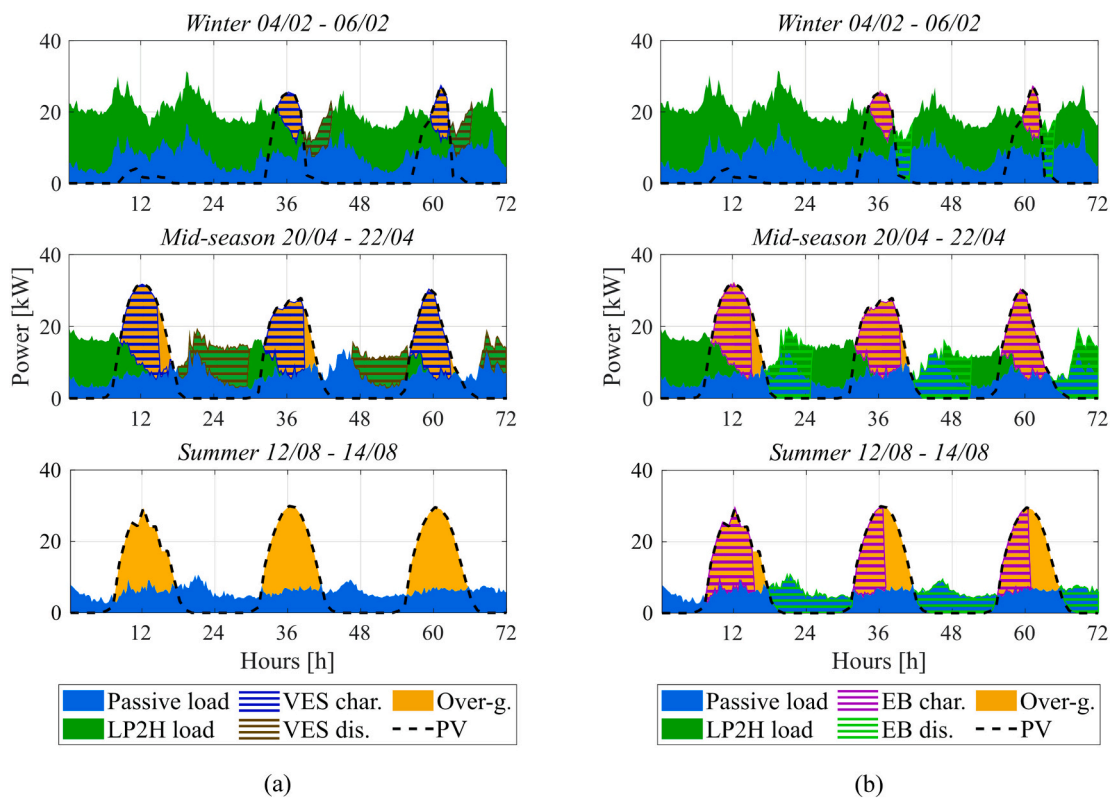 Winter 04/02 - 06/02
40
20
0
12 24 36 48 60 72
Mid-season 20/04 - 22/04
40
20
0
12 24 36 48 60 72
Power [kW]
Summer 12/08 - 14/08
40
20
0
12 24 36 48 60 72
Hours [h]
Passive load VES char. Over-g.
LP2H load VES dis. PV
(a)
Winter 04/02 - 06/02
40
20
0
12 24 36 48 60 72
Mid-season 20/04 - 22/04
40
20
0
12 24 36 48 60 72
Power [kW]
Summer 12/08 - 14/08
40
20
0
12 24 36 48 60 72
Hours [h]
Passive load EB char. Over-g.
LP2H load EB dis. PV
(b)